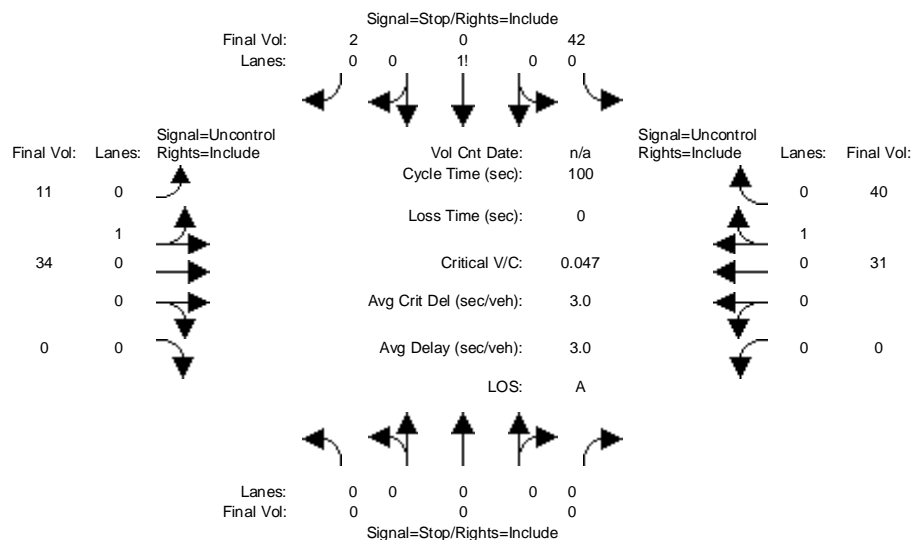 Signal=Stop/Rights=Include
Final Vol: 2 0 42
Lanes: 0 0 1! 0 0
Signal=Uncontrol
Final Vol: Lanes: Rights=Include
Vol Cnt Date: n/a
Signal=Uncontrol
Rights=Include Lanes: Final Vol:
Cycle Time (sec): 100
11 0
0 40
Loss Time (sec): 0
1
1
34 0
Critical V/C: 0.047
0 31
0
Avg Crit Del (sec/veh): 3.0
0
0 0
Avg Delay (sec/veh): 3.0
0 0
LOS: A
Lanes: 0 0 0 0 0
Final Vol: 0 0 0
Signal=Stop/Rights=Include